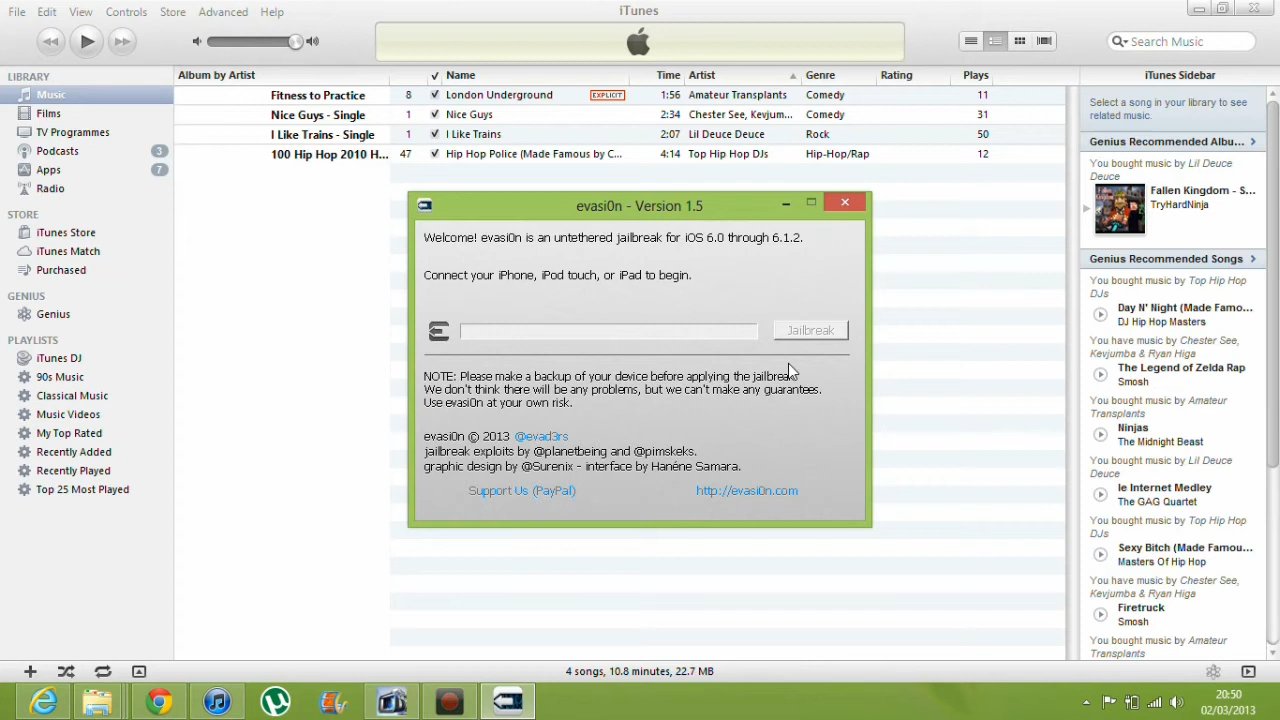 File Edit View Controls Store Advanced Help
iTunes
Search Music
LIBRARY
Music
Films
TV Programmes
Podcasts 3
Apps 7
Radio
STORE
iTunes Store
iTunes Match
Purchased
GENIUS
Genius
PLAYLISTS
iTunes DJ
90s Music
Classical Music
Music Videos
My Top Rated
Recently Added
Recently Played
Top 25 Most Played
Album by Artist ✓ Name Time Artist Genre Rating Plays
Fitness to Practice 8 ✓ London Underground EXPLICIT 1:56 Amateur Transplants Comedy 11
Nice Guys - Single 1 ✓ Nice Guys 2:34 Chester See, Kevjum... Comedy 31
I Like Trains - Single 1 ✓ I Like Trains 2:07 Lil Deuce Deuce Rock 50
100 Hip Hop 2010 H... 47 ✓ Hip Hop Police (Made Famous by C... 4:14 Top Hip Hop DJs Hip-Hop/Rap 12
evasi0n - Version 1.5
Welcome! evasi0n is an untethered jailbreak for iOS 6.0 through 6.1.2.
Connect your iPhone, iPod touch, or iPad to begin.
Jailbreak
NOTE: Please make a backup of your device before applying the jailbreak.
We don't think there will be any problems, but we can't make any guarantees.
Use evasi0n at your own risk.
evasi0n © 2013 @evad3rs
jailbreak exploits by @planetbeing and @pimskeks.
graphic design by @Surenix - interface by Hanéne Samara.
Support Us (PayPal) http://evasi0n.com
iTunes Sidebar
Select a song in your library to see
related music.
Genius Recommended Albu...
You bought music by Lil Deuce
Deuce
Fallen Kingdom - S...
TryHardNinja
Genius Recommended Songs
You bought music by Top Hip Hop
DJs
Day N' Night (Made Famo...
DJ Hip Hop Masters
You have music by Chester See,
Kevjumba & Ryan Higa
The Legend of Zelda Rap
Smosh
You bought music by Amateur
Transplants
Ninjas
The Midnight Beast
You bought music by Lil Deuce
Deuce
le Internet Medley
The GAG Quartet
You bought music by Top Hip Hop
DJs
Sexy Bitch (Made Famou...
Masters Of Hip Hop
You have music by Chester See,
Kevjumba & Ryan Higa
Firetruck
Smosh
You bought music by Amateur
Transplants
4 songs, 10.8 minutes, 22.7 MB
20:50
02/03/2013